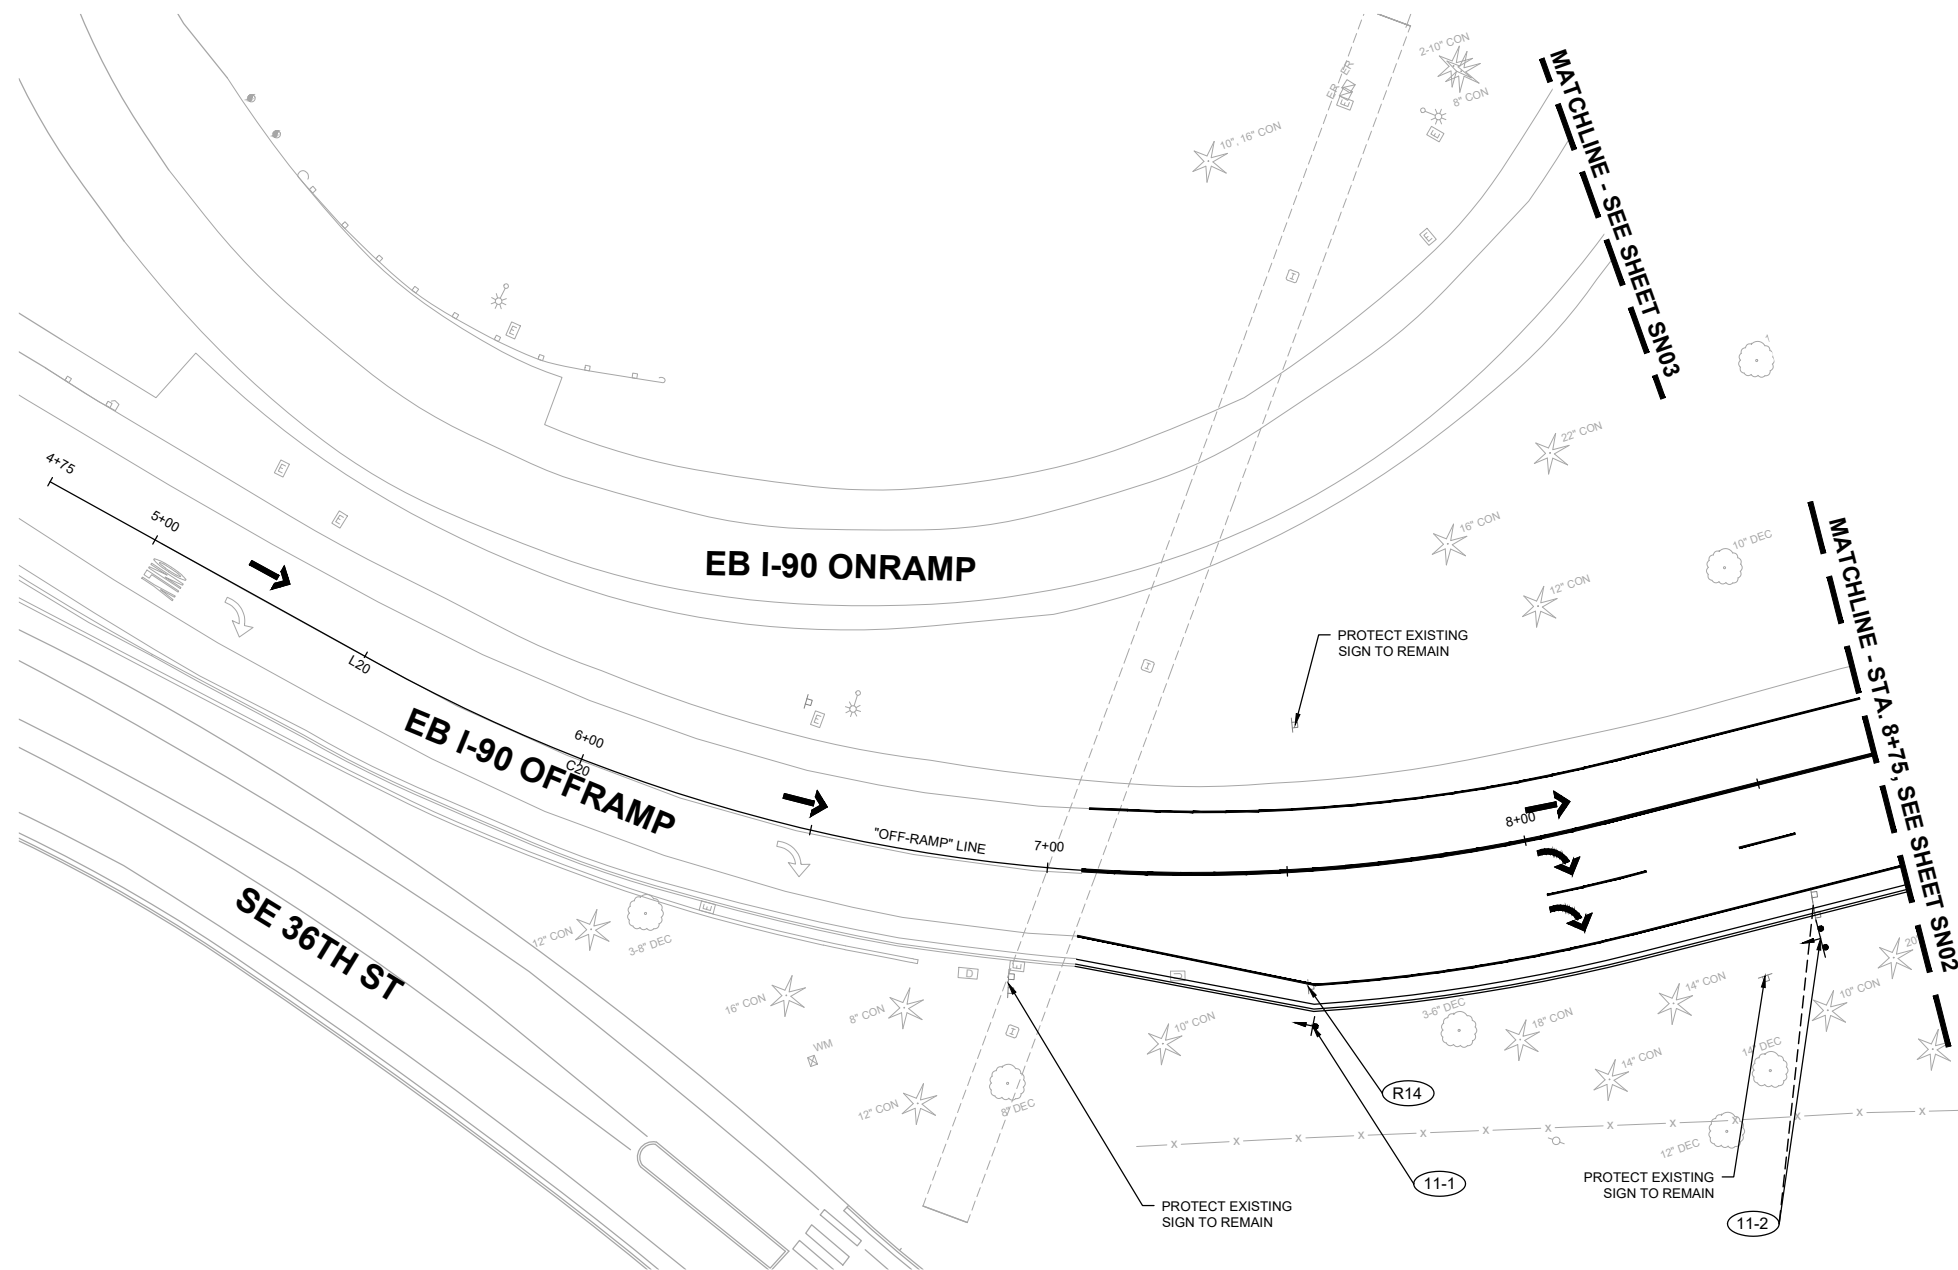 2-10" CON
ER
ER
8" CON
10", 16" CON
MATCHLINE - SEE SHEET SN03
E
E
E
I
E
22" CON
4+75
E
5+00
E
16" CON
10" DEC
MATCHLINE - STA. 8+75, SEE SHEET SN02
EB I-90 ONRAMP
12" CON
PROTECT EXISTING
SIGN TO REMAIN
L20
I
EB I-90 OFFRAMP
6+00
C20
E
"OFF-RAMP" LINE
7+00
8+00
SE 36TH ST
12" CON
3-8" DEC
E
D
E
D
16" CON
8" CON
I
WM
10" CON
3-6" DEC
18" CON
14" CON
14" CON
14" DEC
10" CON
20"
12" CON
8" DEC
R14
x x x x x x x x x x x x x
12" DEC
11-1
PROTECT EXISTING
SIGN TO REMAIN
PROTECT EXISTING
SIGN TO REMAIN
11-2